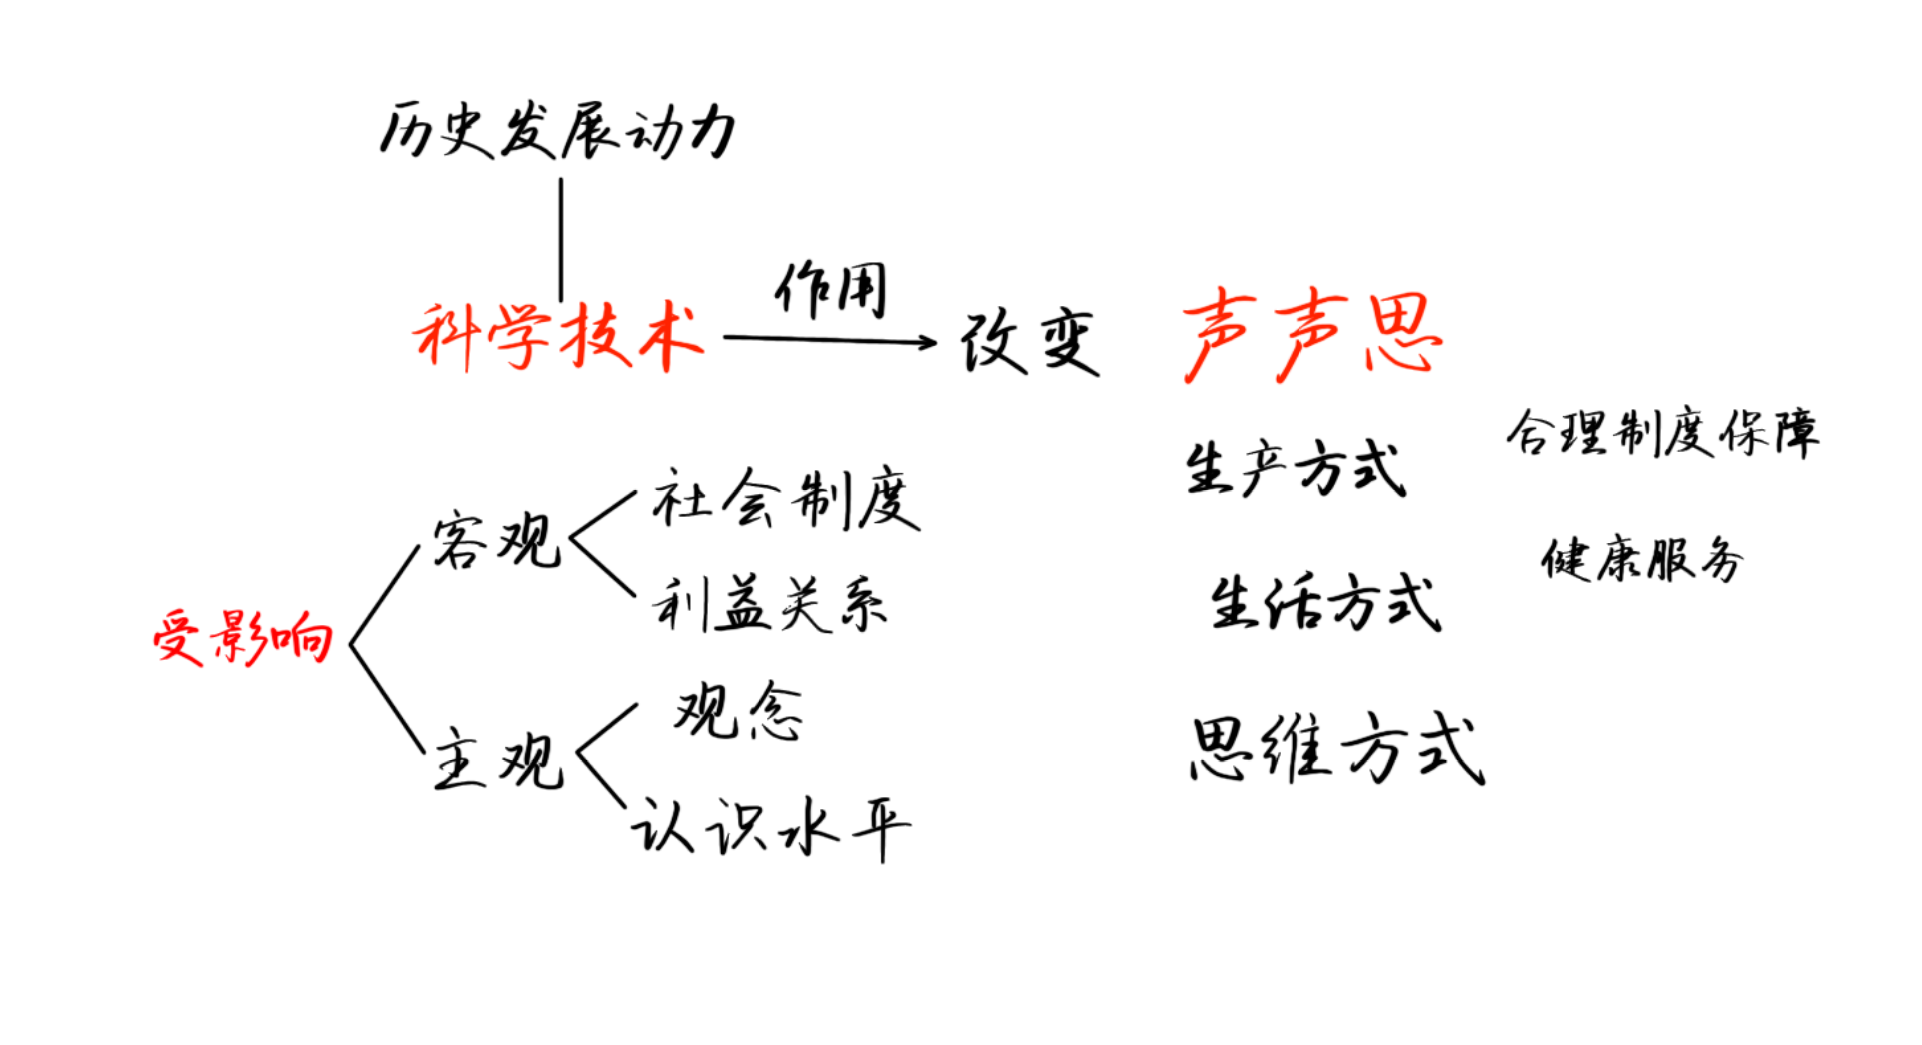 历史发展动力
作用
科学技术
改变 声声思
生产方式
合理制度保障
生活方式
健康服务
思维方式
受影响
客观
社会制度
利益关系
主观
观念
认识水平